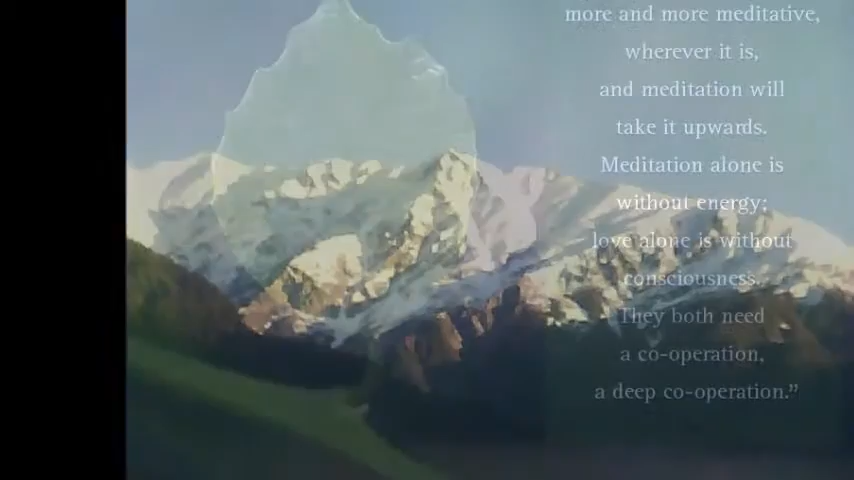 more and more meditative,
wherever it is,
and meditation will
take it upwards.
Meditation alone is
without energy;
love alone is without
consciousness.
They both need
a co-operation,
a deep co-operation.”